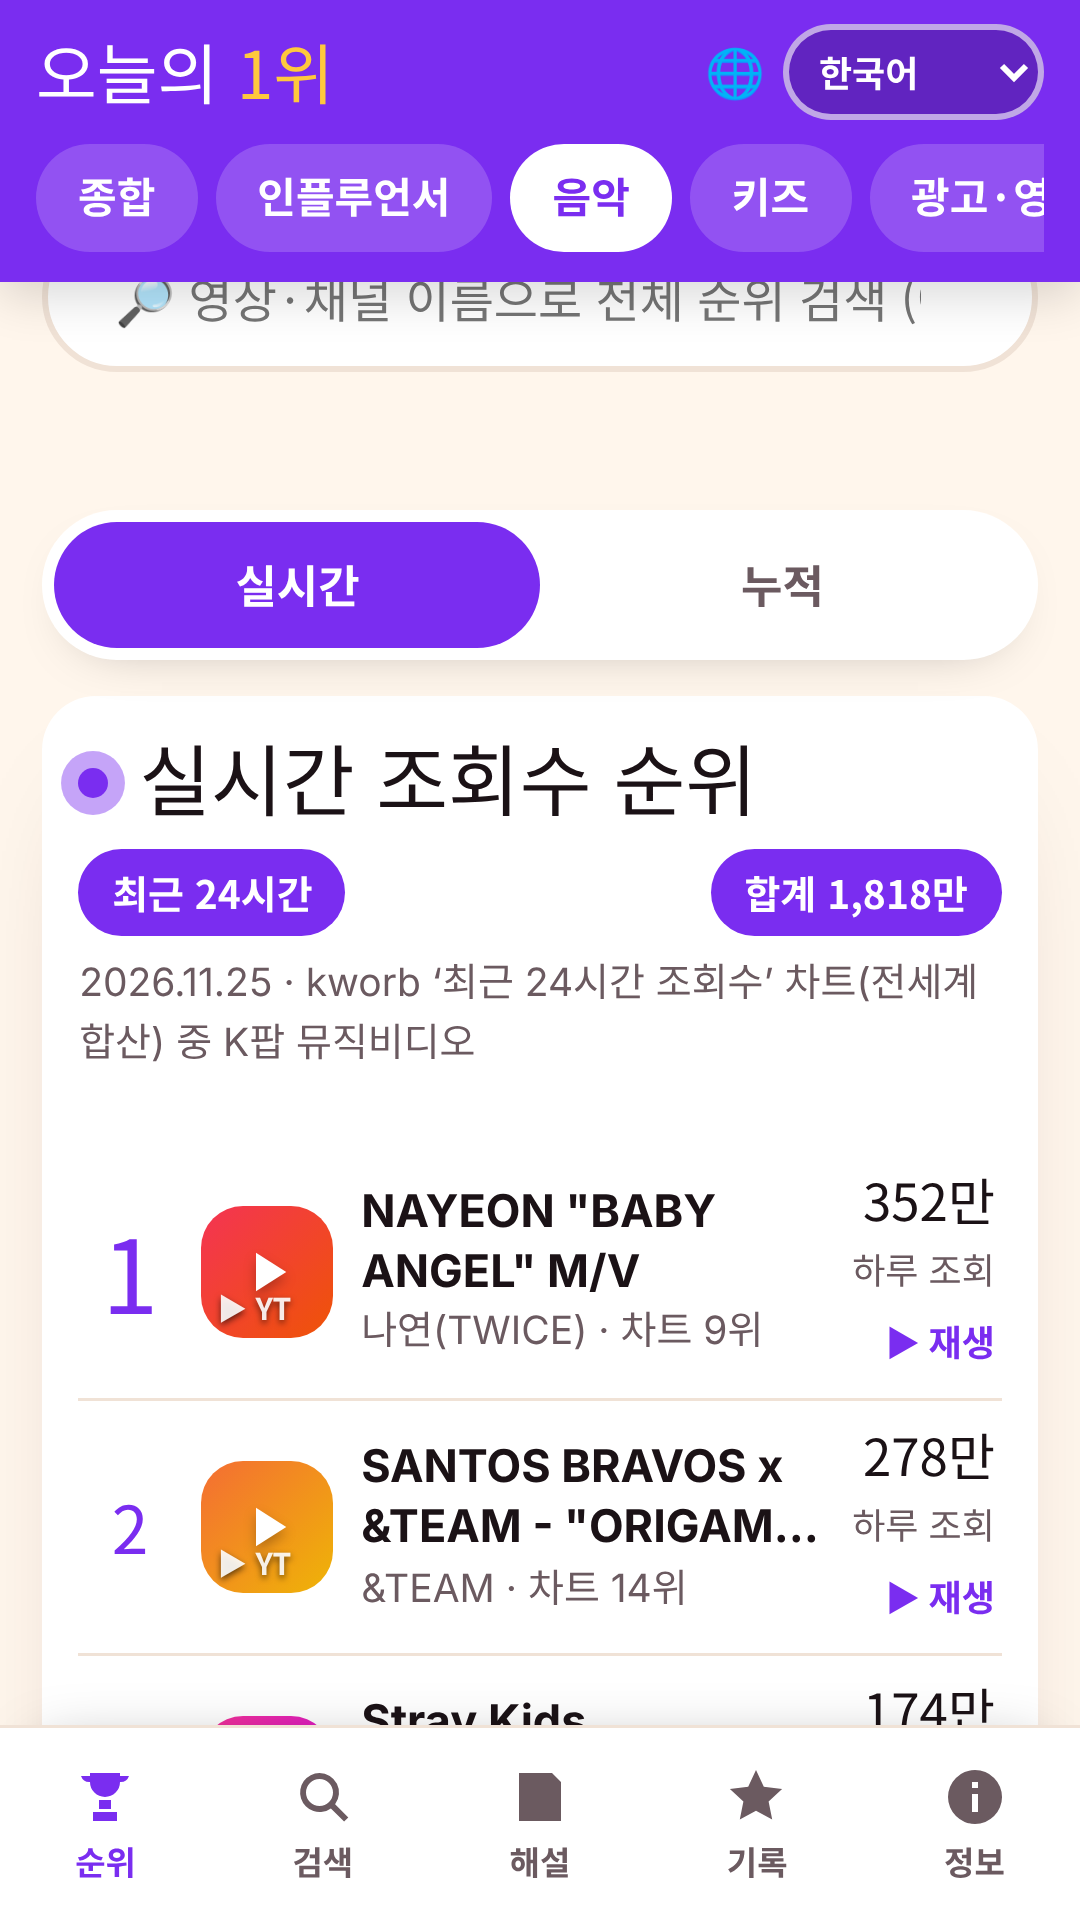 오늘의 1위
한국어
종합
인플루언서
음악
키즈
광고·영
영상·채널 이름으로 전체 순위 검색 (
실시간
누적
실시간 조회수 순위
최근 24시간
합계 1,818만
2026.11.25 · kworb ‘최근 24시간 조회수’ 차트(전세계
합산) 중 K팝 뮤직비디오
1
▶ YT
NAYEON "BABY
ANGEL" M/V
나연(TWICE) · 차트 9위
352만
하루 조회
▶ 재생
2
▶ YT
SANTOS BRAVOS x
&TEAM - "ORIGAM...
&TEAM · 차트 14위
278만
하루 조회
▶ 재생
Stray Kids
174만
순위
검색
해설
기록
정보